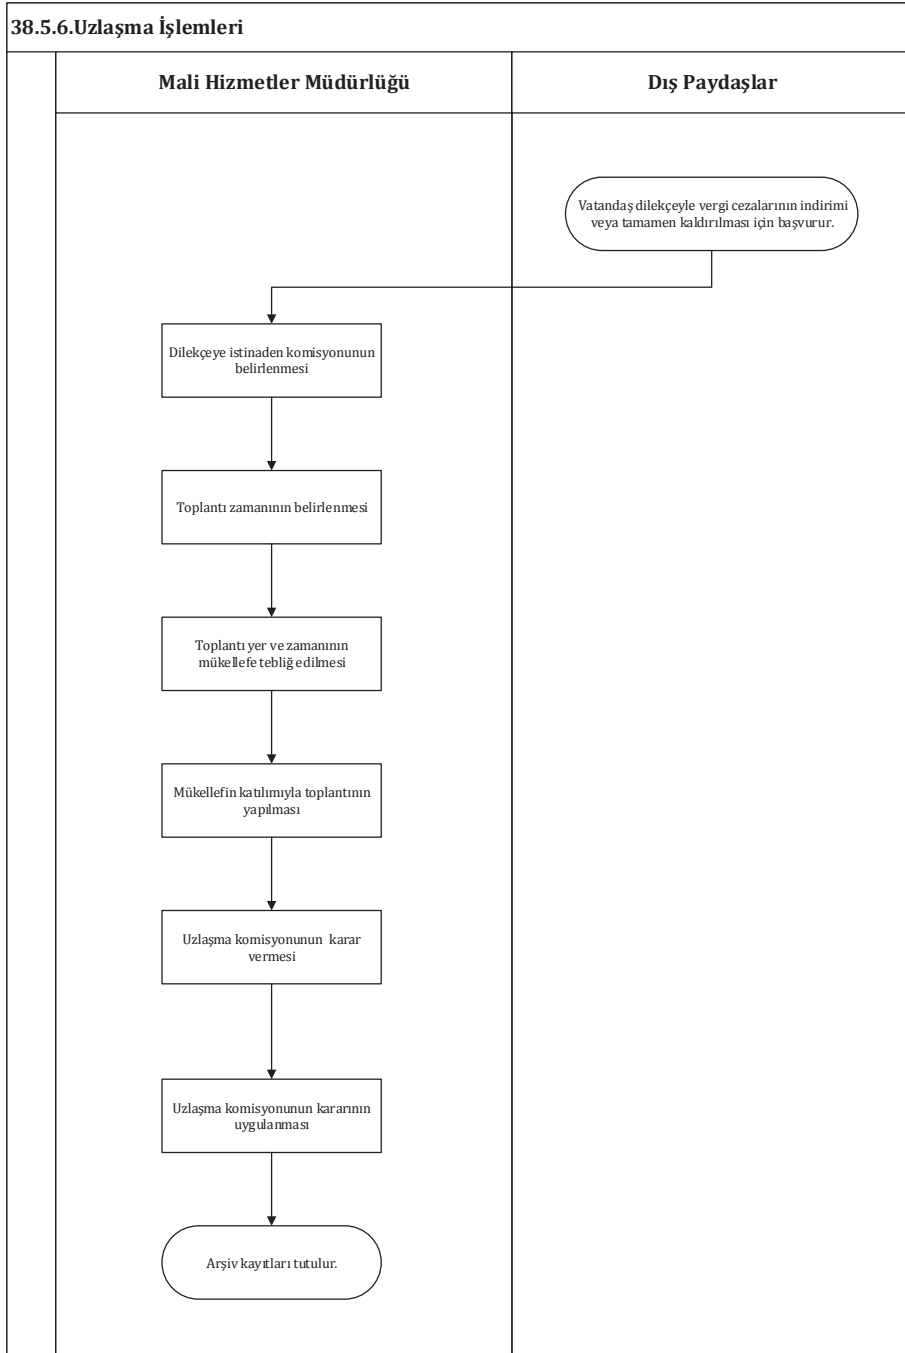 38.5.6.Uzlaşma İşlemleri
Mali Hizmetler Müdürlüğü
Dış Paydaşlar
Vatandaş dilekçeyle vergi cezalarının indirimi
veya tamamen kaldırılması için başvurur.
Dilekçeye istinaden komisyonunun
belirlenmesi
Toplantı zamanının belirlenmesi
Toplantı yer ve zamanının
mükellefe tebliğ edilmesi
Mükellefin katılımıyla toplantının
yapılması
Uzlaşma komisyonunun karar
vermesi
Uzlaşma komisyonunun kararının
uygulanması
Arşiv kayıtları tutulur.